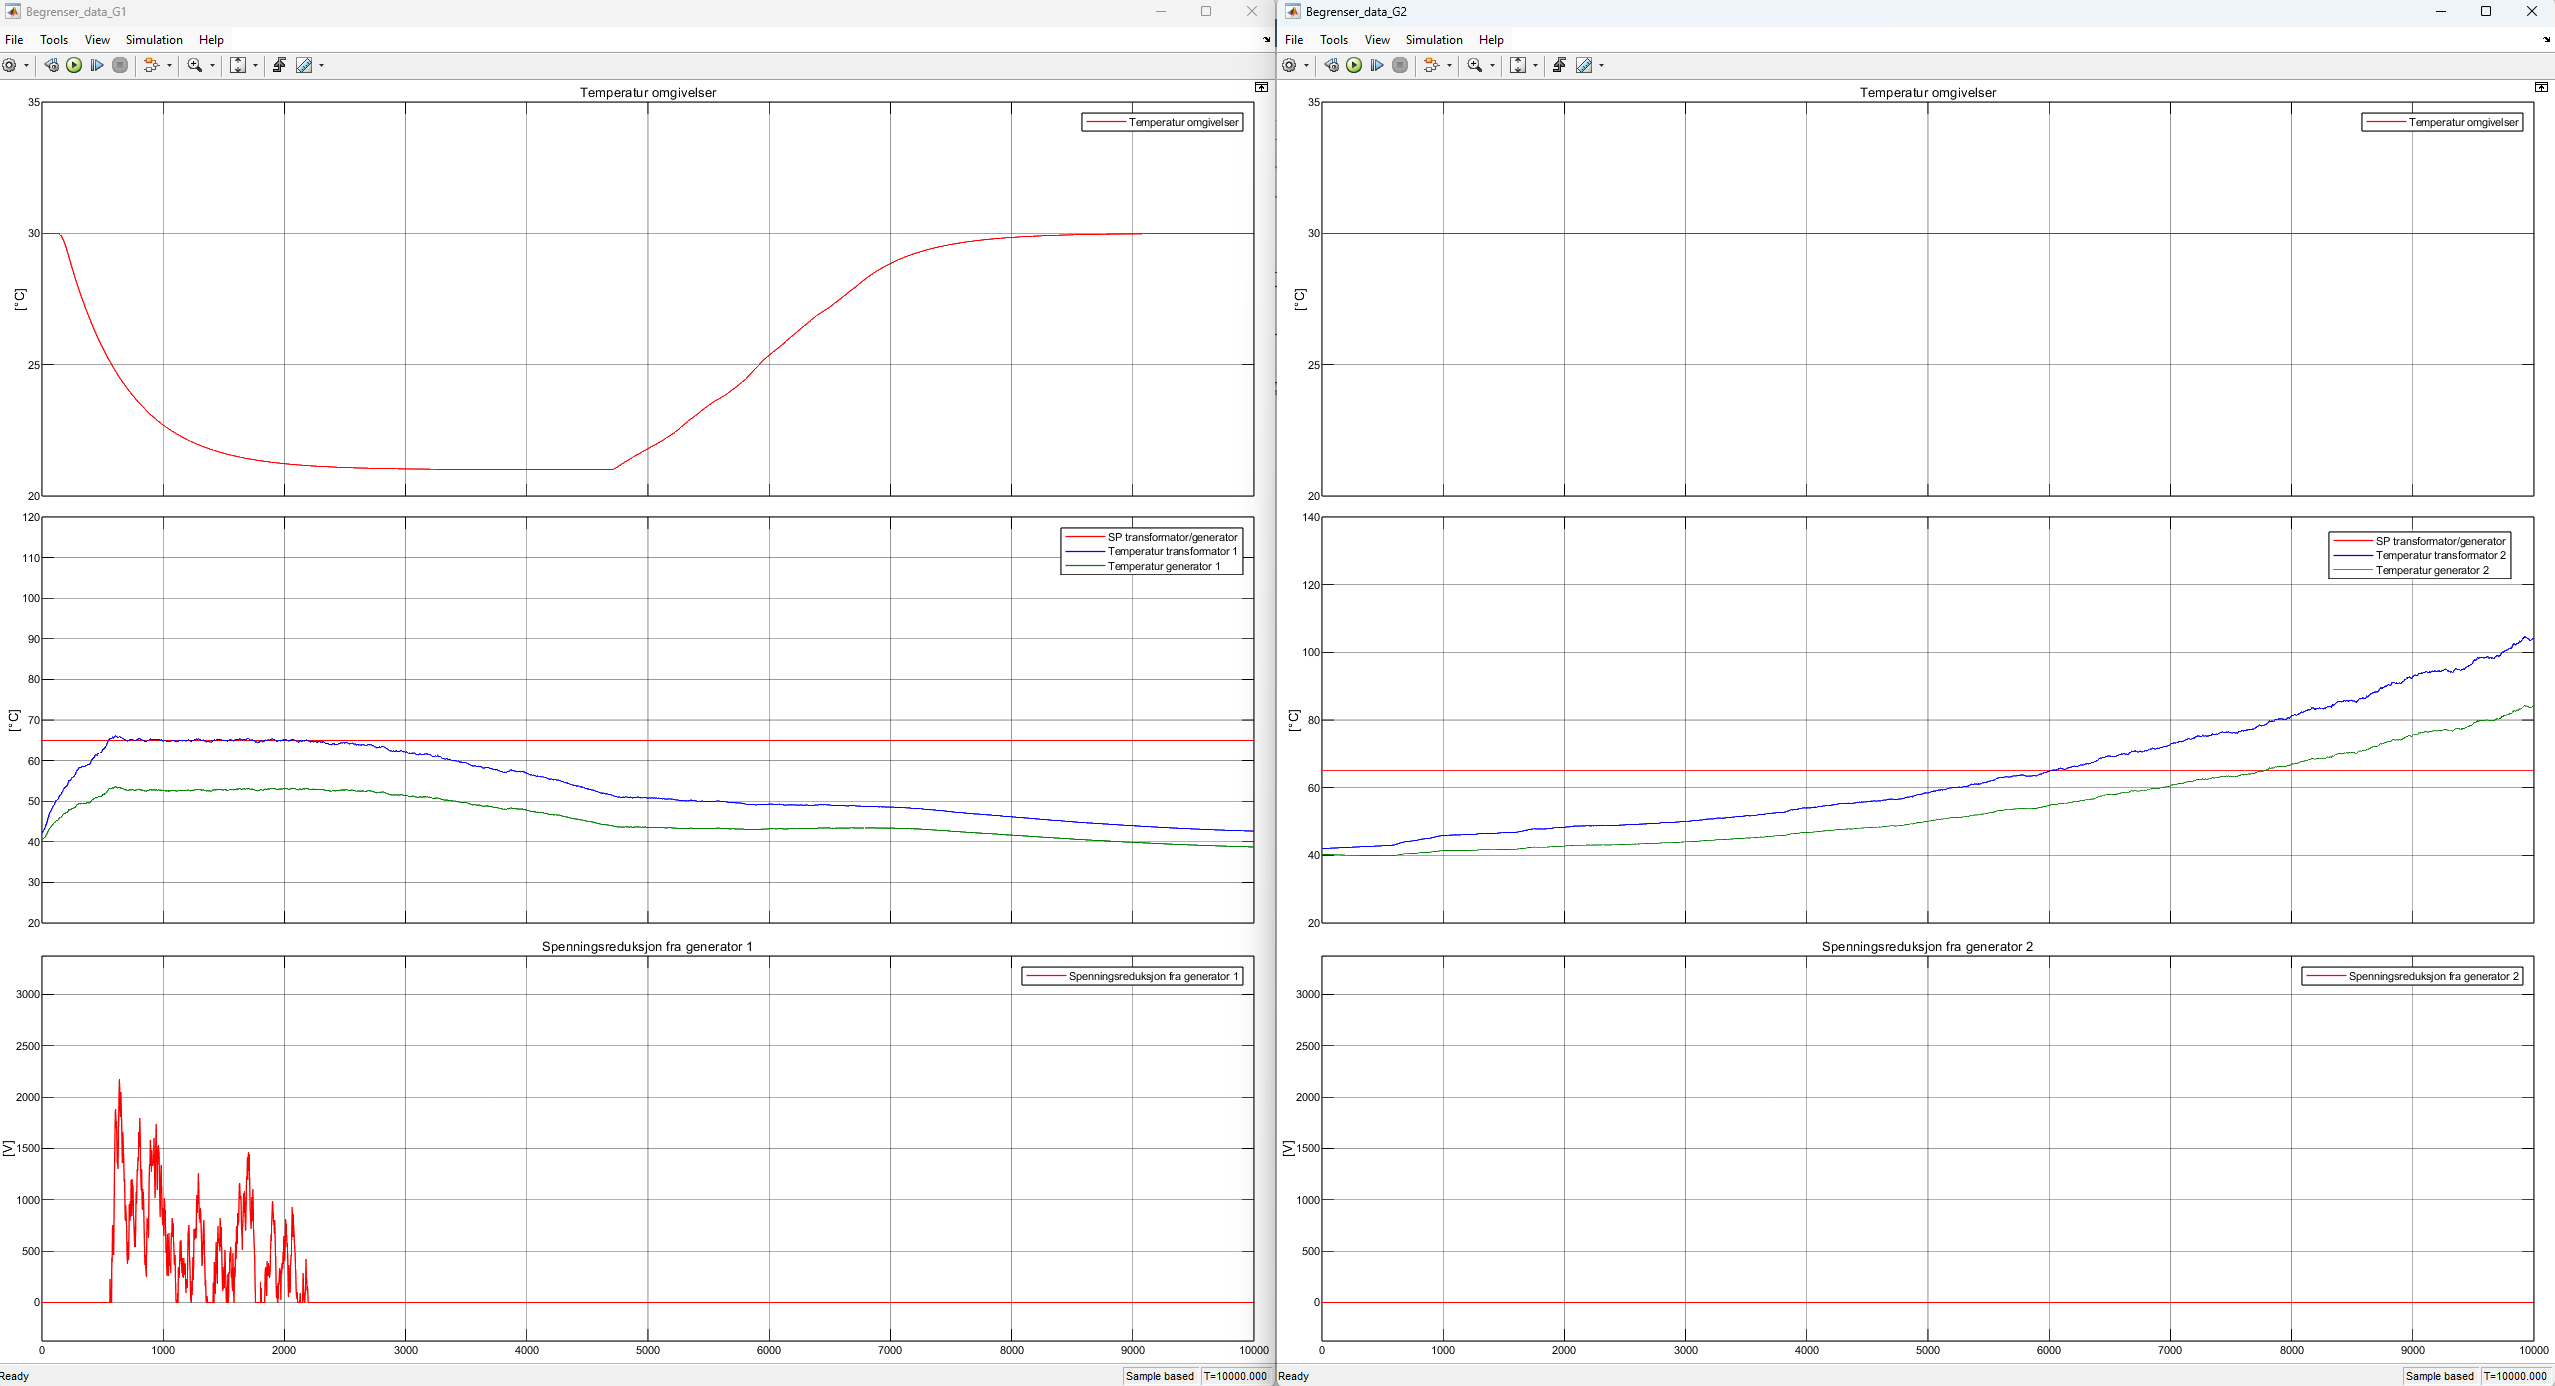 Begrenser_data_G1
File Tools View Simulation Help
Temperatur omgivelser
Temperatur omgivelser
35
30
25
20
[°C]
SP transformator/generator
Temperatur transformator 1
Temperatur generator 1
120
110
100
90
80
70
60
50
40
30
20
[°C]
Spenningsreduksjon fra generator 1
Spenningsreduksjon fra generator 1
3000
2500
2000
1500
1000
500
0
[V]
0 1000 2000 3000 4000 5000 6000 7000 8000 9000 10000
Ready
Sample based T=10000.000
Begrenser_data_G2
File Tools View Simulation Help
Temperatur omgivelser
Temperatur omgivelser
35
30
25
20
[°C]
SP transformator/generator
Temperatur transformator 2
Temperatur generator 2
140
120
100
80
60
40
20
[°C]
Spenningsreduksjon fra generator 2
Spenningsreduksjon fra generator 2
3000
2500
2000
1500
1000
500
0
[V]
0 1000 2000 3000 4000 5000 6000 7000 8000 9000 10000
Ready
Sample based T=10000.000